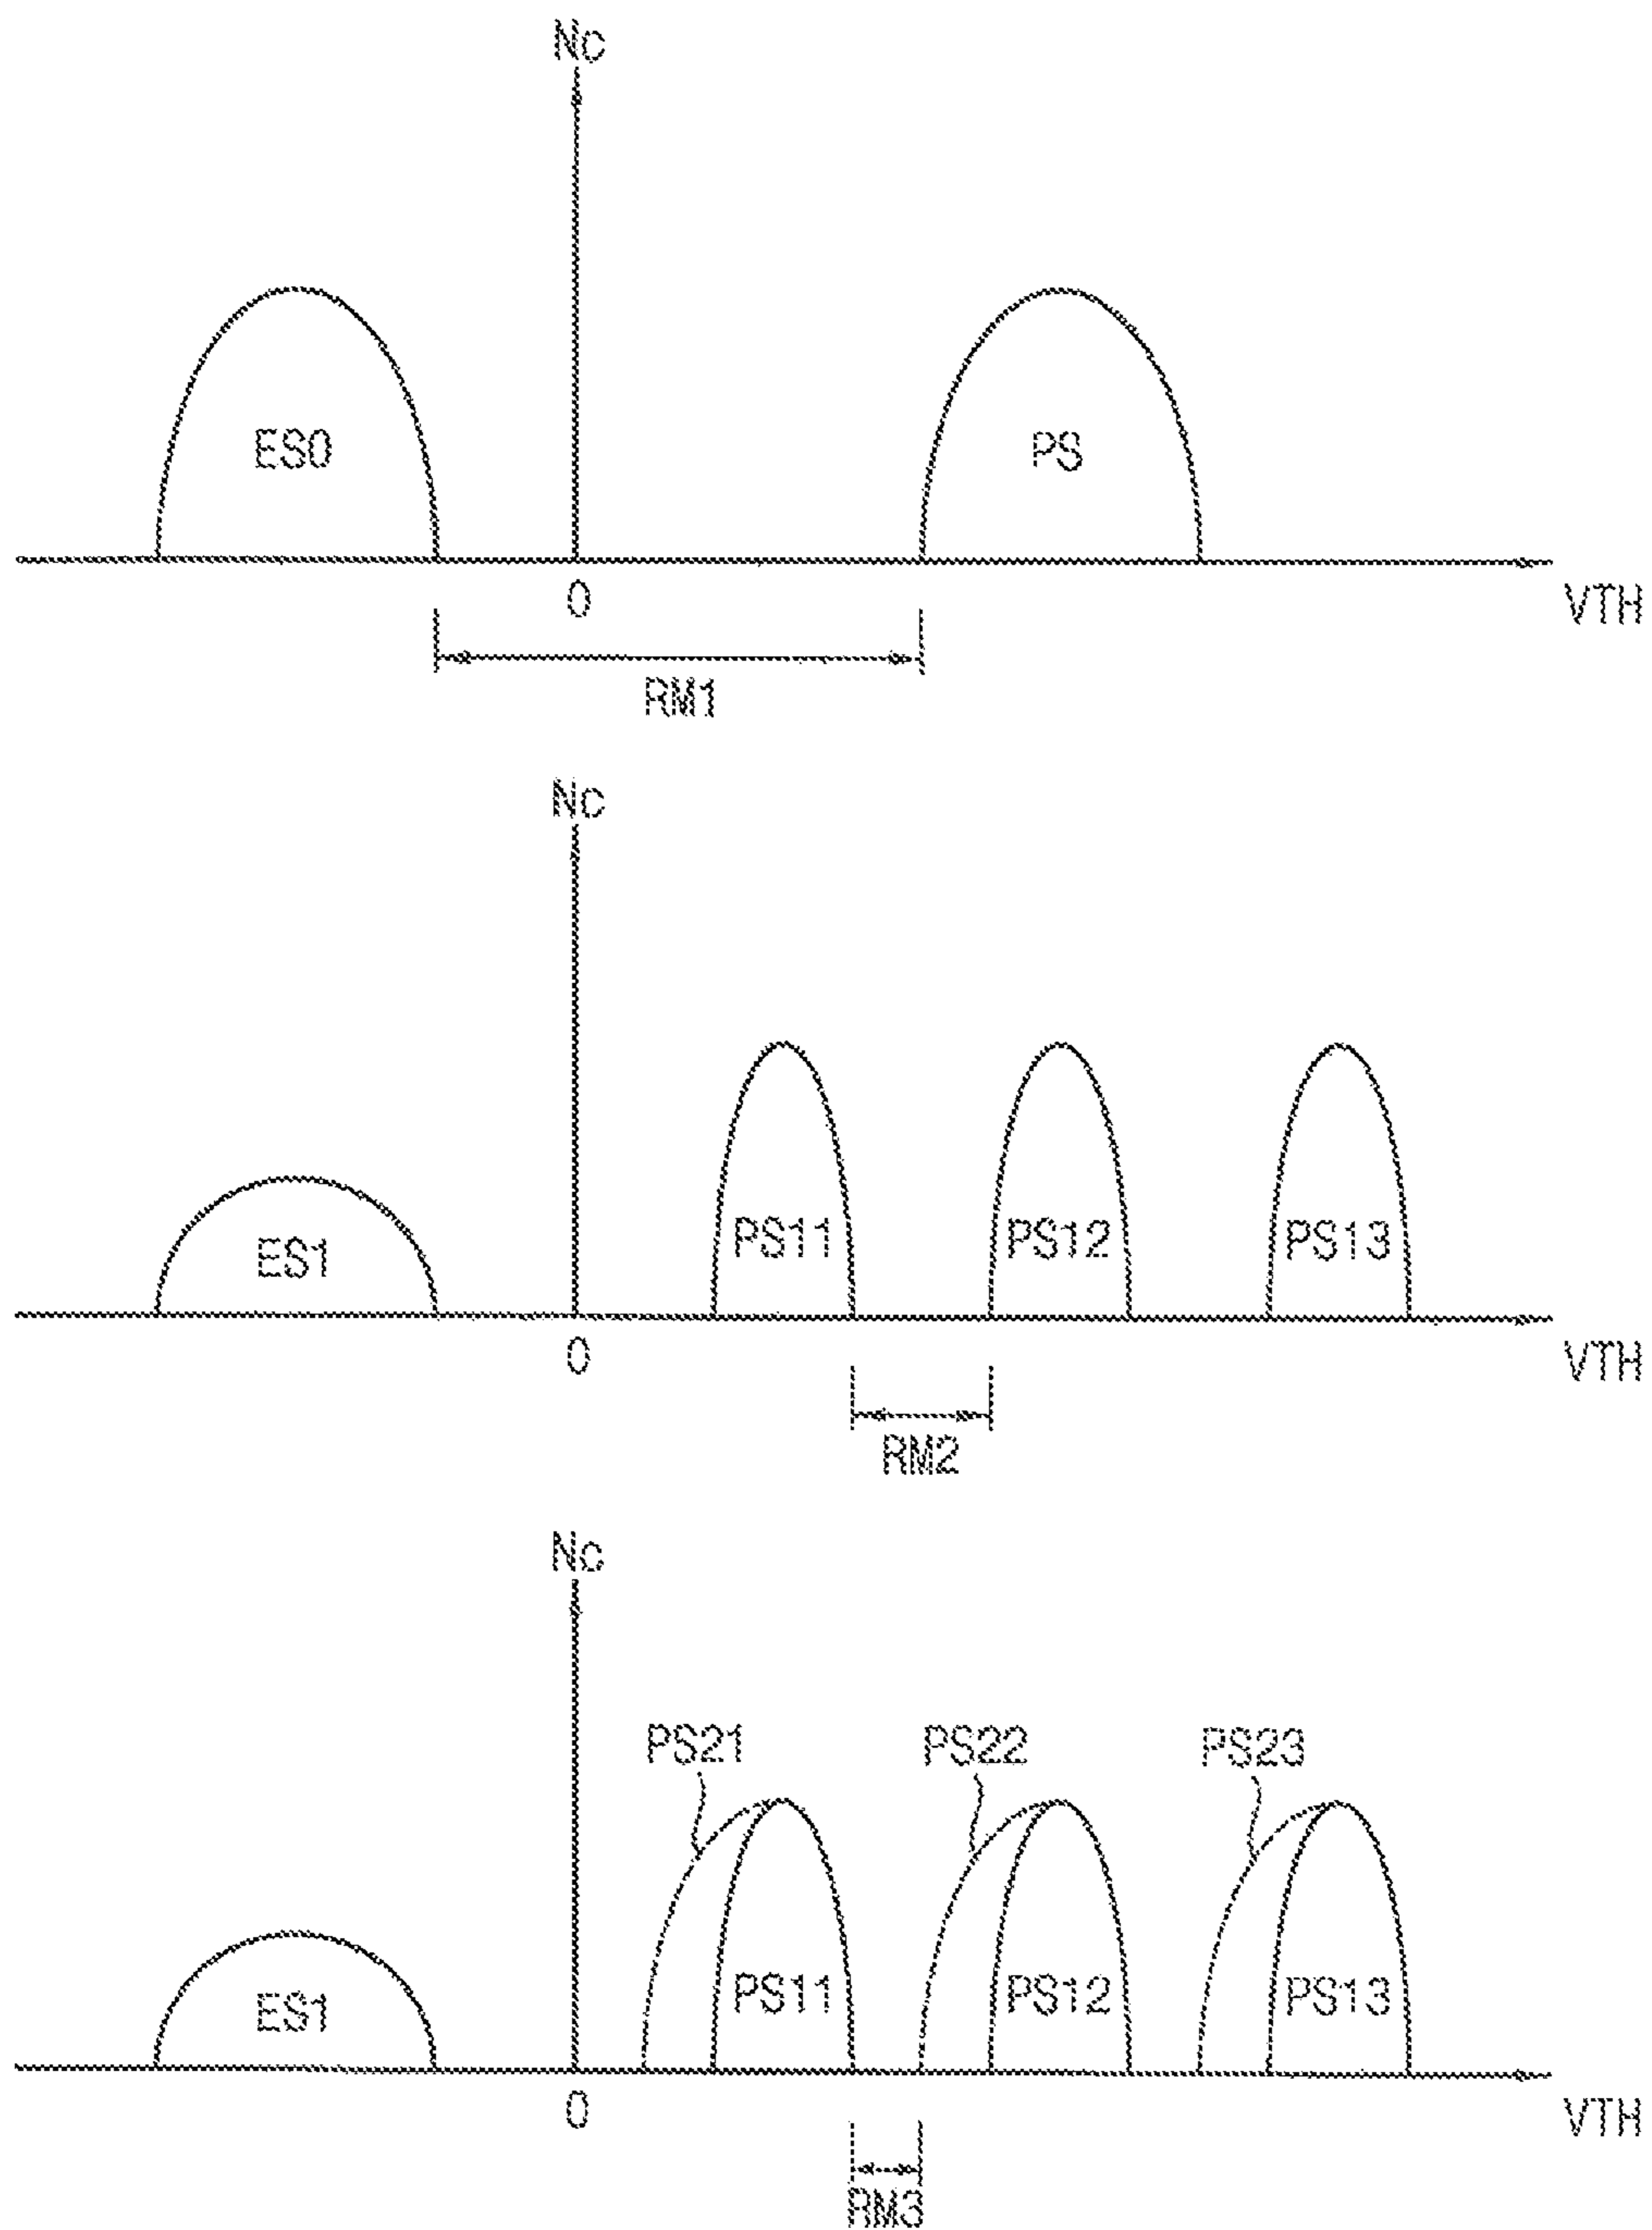 Nc
ES0
PS
0
VTH
RM1
Nc
ES1
PS11
PS12
PS13
0
VTH
RM2
Nc
PS21
PS22
PS23
ES1
PS11
PS12
PS13
0
VTH
RM3